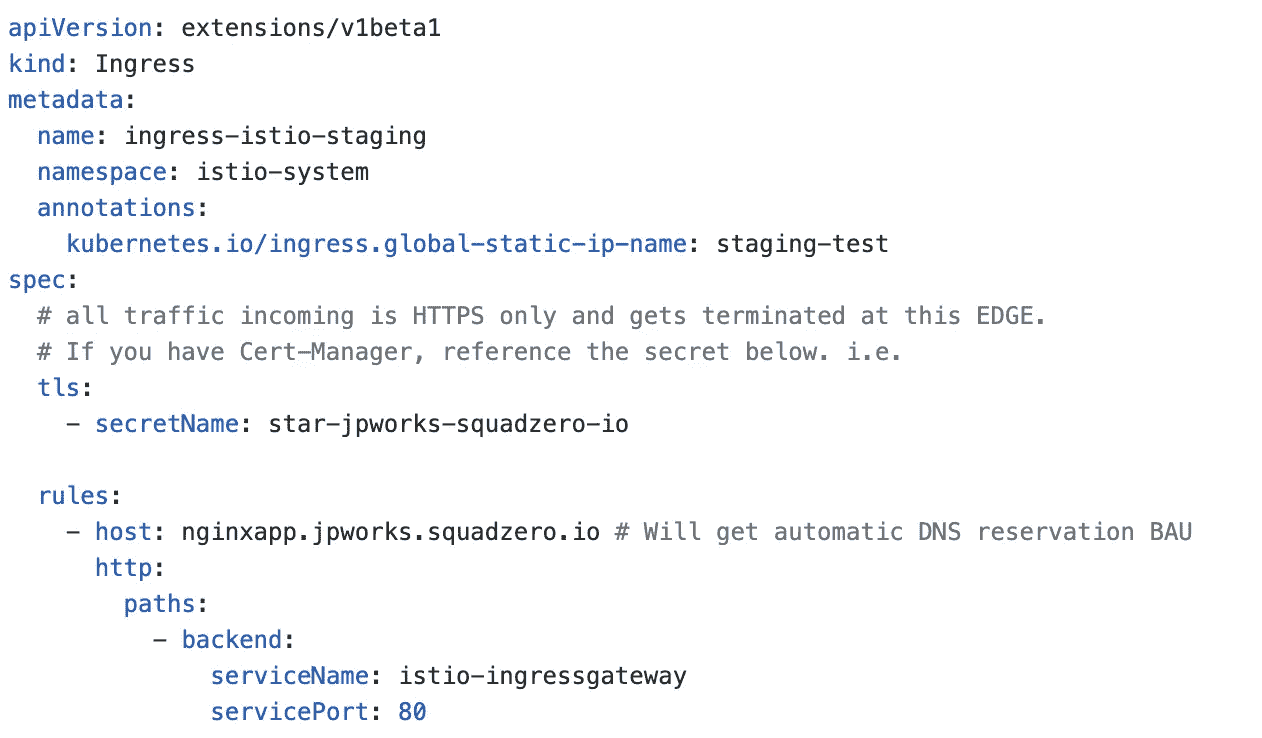 apiVersion: extensions/v1beta1
kind: Ingress
metadata:
  name: ingress-istio-staging
  namespace: istio-system
  annotations:
    kubernetes.io/ingress.global-static-ip-name: staging-test
spec:
  # all traffic incoming is HTTPS only and gets terminated at this EDGE.
  # If you have Cert-Manager, reference the secret below. i.e.
  tls:
    - secretName: star-jpworks-squadzero-io

  rules:
    - host: nginxapp.jpworks.squadzero.io # Will get automatic DNS reservation BAU
      http:
        paths:
          - backend:
              serviceName: istio-ingressgateway
              servicePort: 80